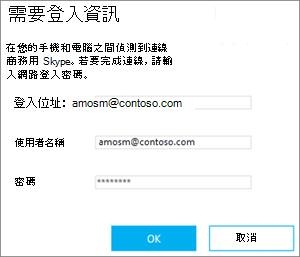 需要登入資訊
在您的手機和電腦之間偵測到連線
商務用 Skype。若要完成連線，請輸
入網路登入密碼。
登入位址： amosm@contoso.com
使用者名稱 amosm@contoso.com
密碼 ********
OK 取消